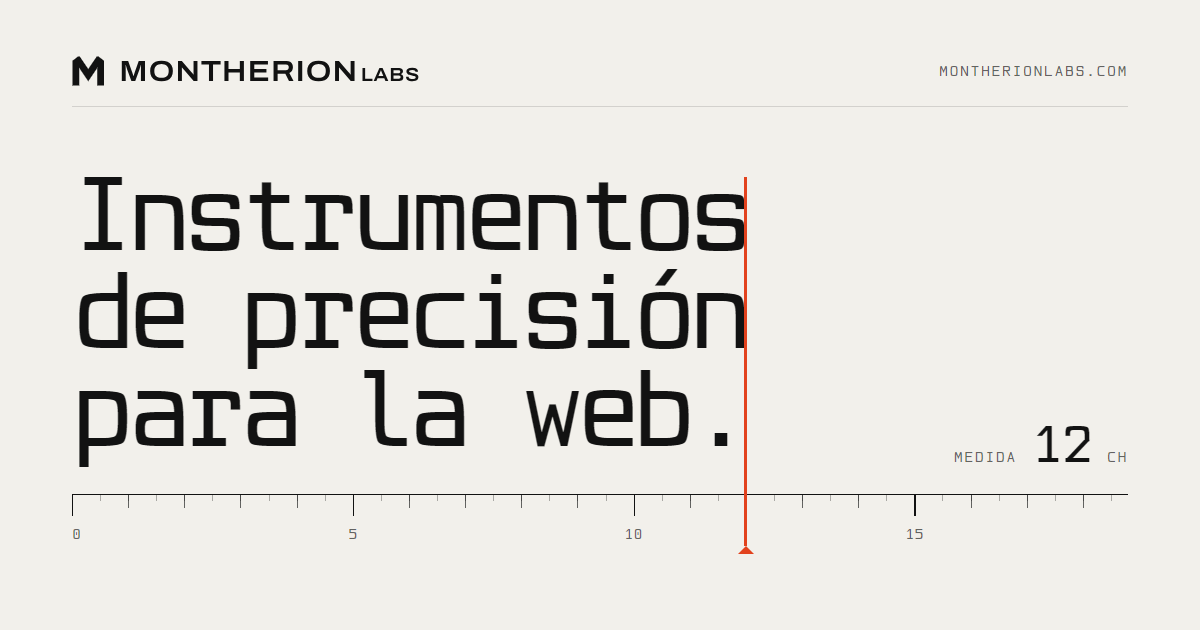 MONTHERION LABS
MONTHERIONLABS.COM
Instrumentos
de precisión
para la web.
MEDIDA 12 CH
0 5 10 15